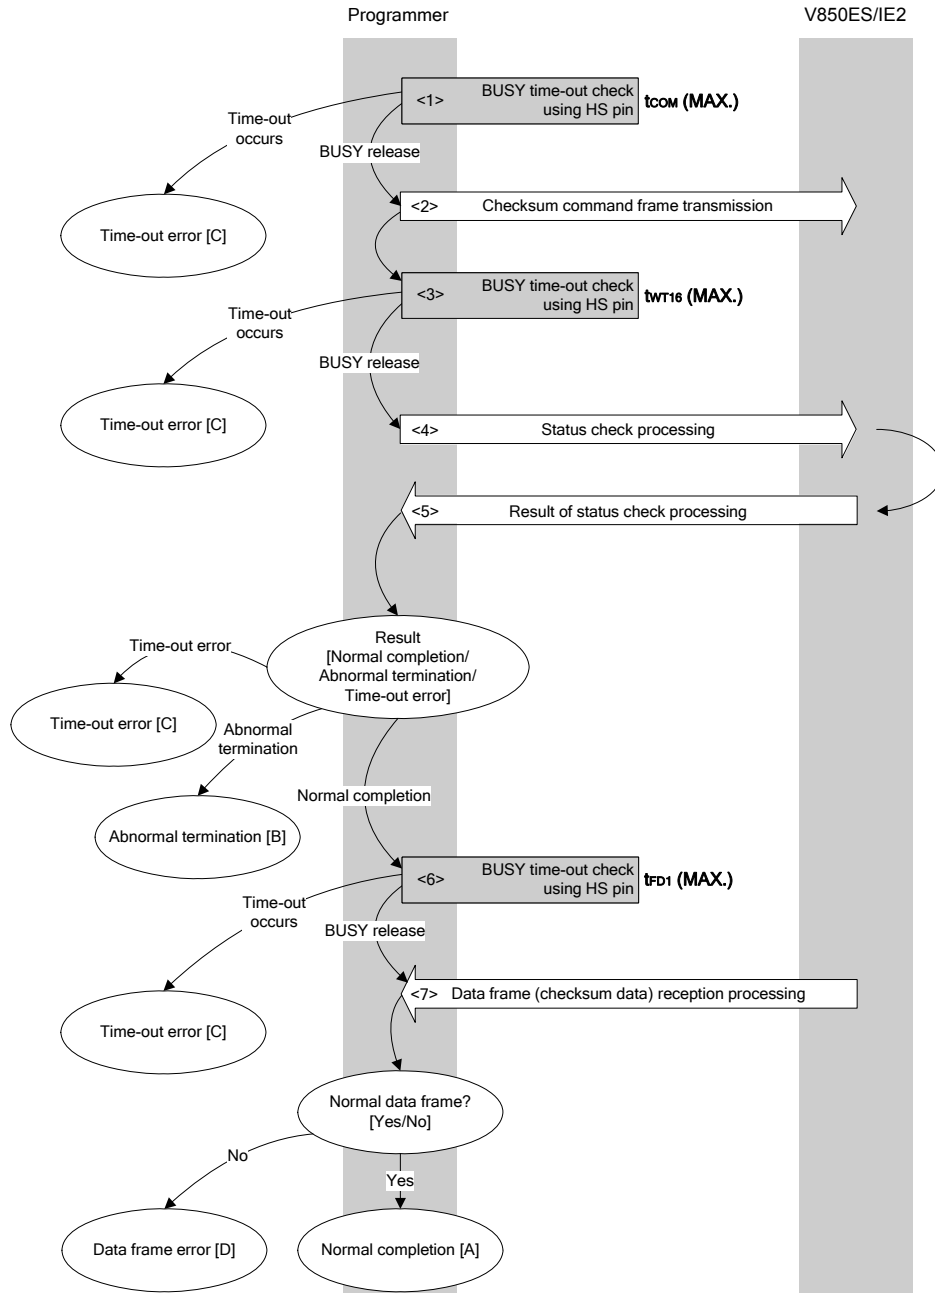 Programmer
V850ES/IE2
<1>
BUSY time-out check
using HS pin
tCOM (MAX.)
Time-out
occurs
BUSY release
Time-out error [C]
<2>
Checksum command frame transmission
<3>
BUSY time-out check
using HS pin
tWT16 (MAX.)
Time-out
occurs
BUSY release
Time-out error [C]
<4>
Status check processing
<5>
Result of status check processing
Result
[Normal completion/
Abnormal termination/
Time-out error]
Time-out error
Time-out error [C]
Abnormal
termination
Abnormal termination [B]
Normal completion
<6>
BUSY time-out check
using HS pin
tFD1 (MAX.)
Time-out
occurs
BUSY release
Time-out error [C]
<7>
Data frame (checksum data) reception processing
Normal data frame?
[Yes/No]
No
Yes
Data frame error [D]
Normal completion [A]